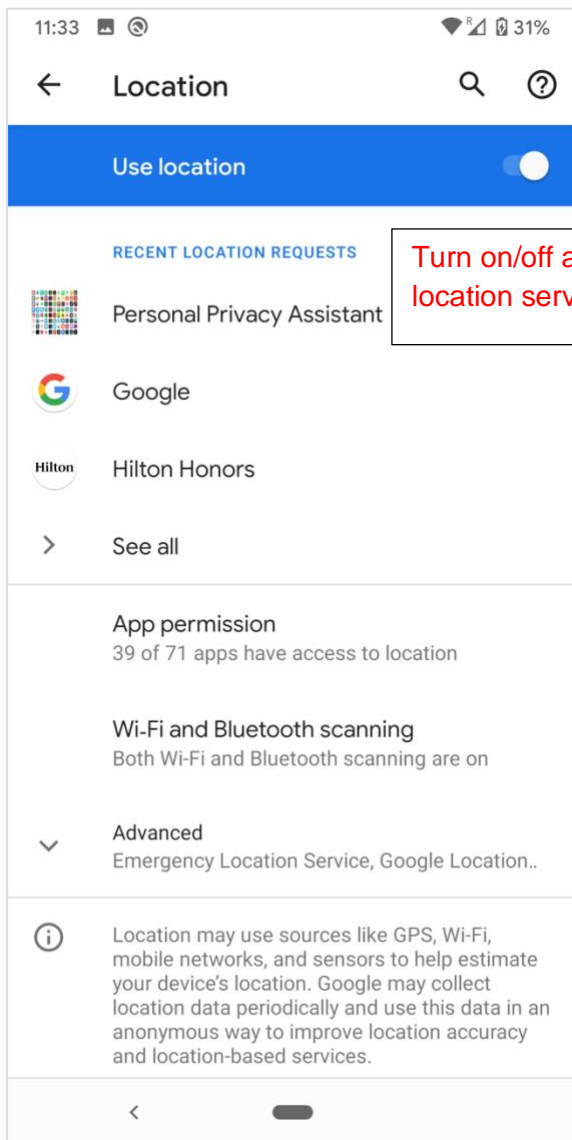 11:33 R 31%
Location
Use location
RECENT LOCATION REQUESTS
Turn on/off a
location serv
Personal Privacy Assistant
Google
Hilton Hilton Honors
See all
App permission
39 of 71 apps have access to location
Wi-Fi and Bluetooth scanning
Both Wi-Fi and Bluetooth scanning are on
Advanced
Emergency Location Service, Google Location..
Location may use sources like GPS, Wi-Fi,
mobile networks, and sensors to help estimate
your device's location. Google may collect
location data periodically and use this data in an
anonymous way to improve location accuracy
and location-based services.